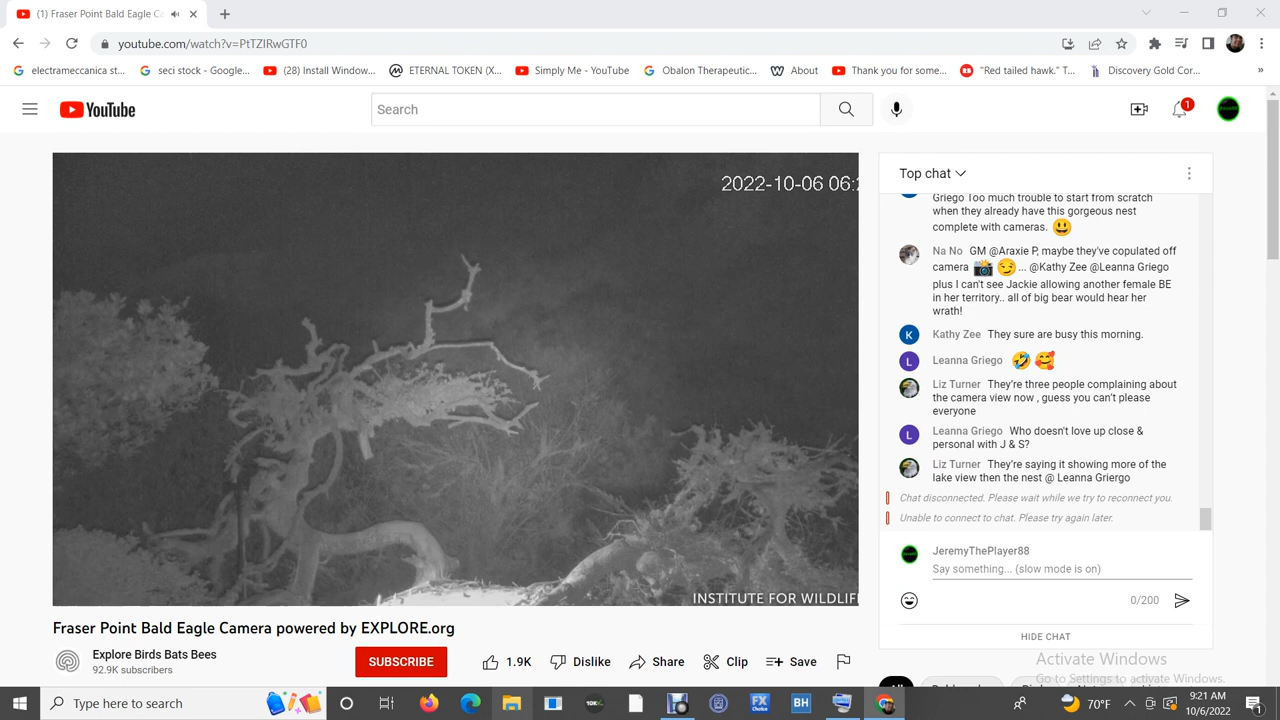 (1) Fraser Point Bald Eagle Ca
youtube.com/watch?v=PtTZIRwGTF0
electrameccanica st...
seci stock - Google...
(28) Install Window...
ETERNAL TOKEN (X...
Simply Me - YouTube
Obalon Therapeutic...
About
Thank you for some...
"Red tailed hawk." T...
Discovery Gold Cor...
»
YouTube
Search
1
2022-10-06 06:2
INSTITUTE FOR WILDLIF
Top chat
Griego Too much trouble to start from scratch
when they already have this gorgeous nest
complete with cameras. 😃
Na No GM @Araxie P, maybe they've copulated off
camera 📸 😏 ... @Kathy Zee @Leanna Griego
plus I can't see Jackie allowing another female BE
in her territory.. all of big bear would hear her
wrath!
K
Kathy Zee They sure are busy this morning.
L
Leanna Griego 🤣 🥰
Liz Turner They're three people complaining about
the camera view now , guess you can't please
everyone
L
Leanna Griego Who doesn't love up close &
personal with J & S?
Liz Turner They're saying it showing more of the
lake view then the nest @ Leanna Griergo
Chat disconnected. Please wait while we try to reconnect you.
Unable to connect to chat. Please try again later.
JeremyThePlayer88
Say something... (slow mode is on)
0/200
HIDE CHAT
Fraser Point Bald Eagle Camera powered by EXPLORE.org
Explore Birds Bats Bees
92.9K subscribers
SUBSCRIBE
1.9K
Dislike
Share
Clip
Save
Activate Windows
Go to Settings to activate Windows.
All
Type here to search
10K
FX
Choice
BH
70°F
9:21 AM
10/6/2022
1